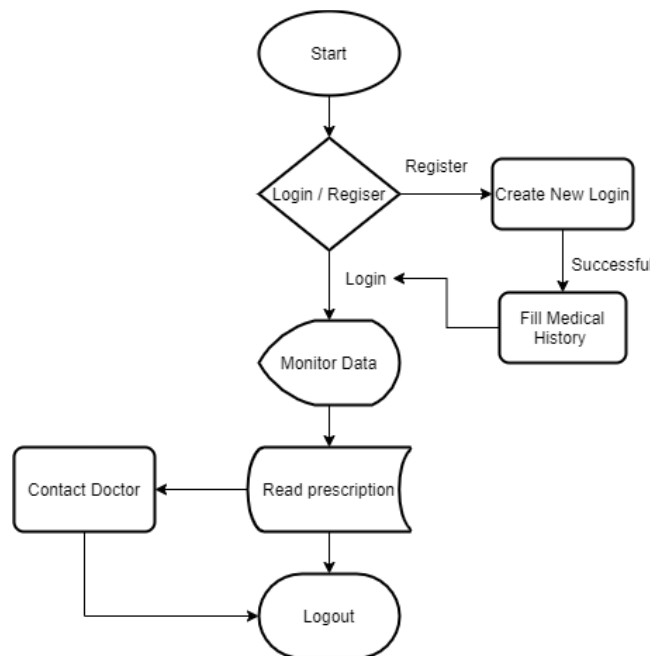 Start
Register
Login / Regiser
Create New Login
Successful
Login
Fill Medical
History
Monitor Data
Contact Doctor
Read prescription
Logout